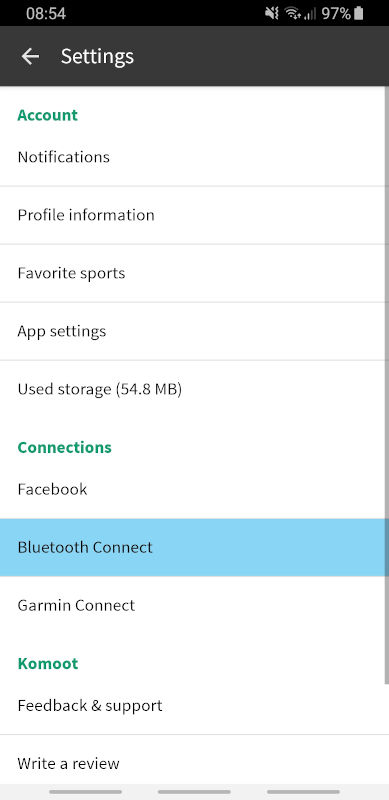 08:54 97%
Settings
Account
Notifications
Profile information
Favorite sports
App settings
Used storage (54.8 MB)
Connections
Facebook
Bluetooth Connect
Garmin Connect
Komoot
Feedback & support
Write a review